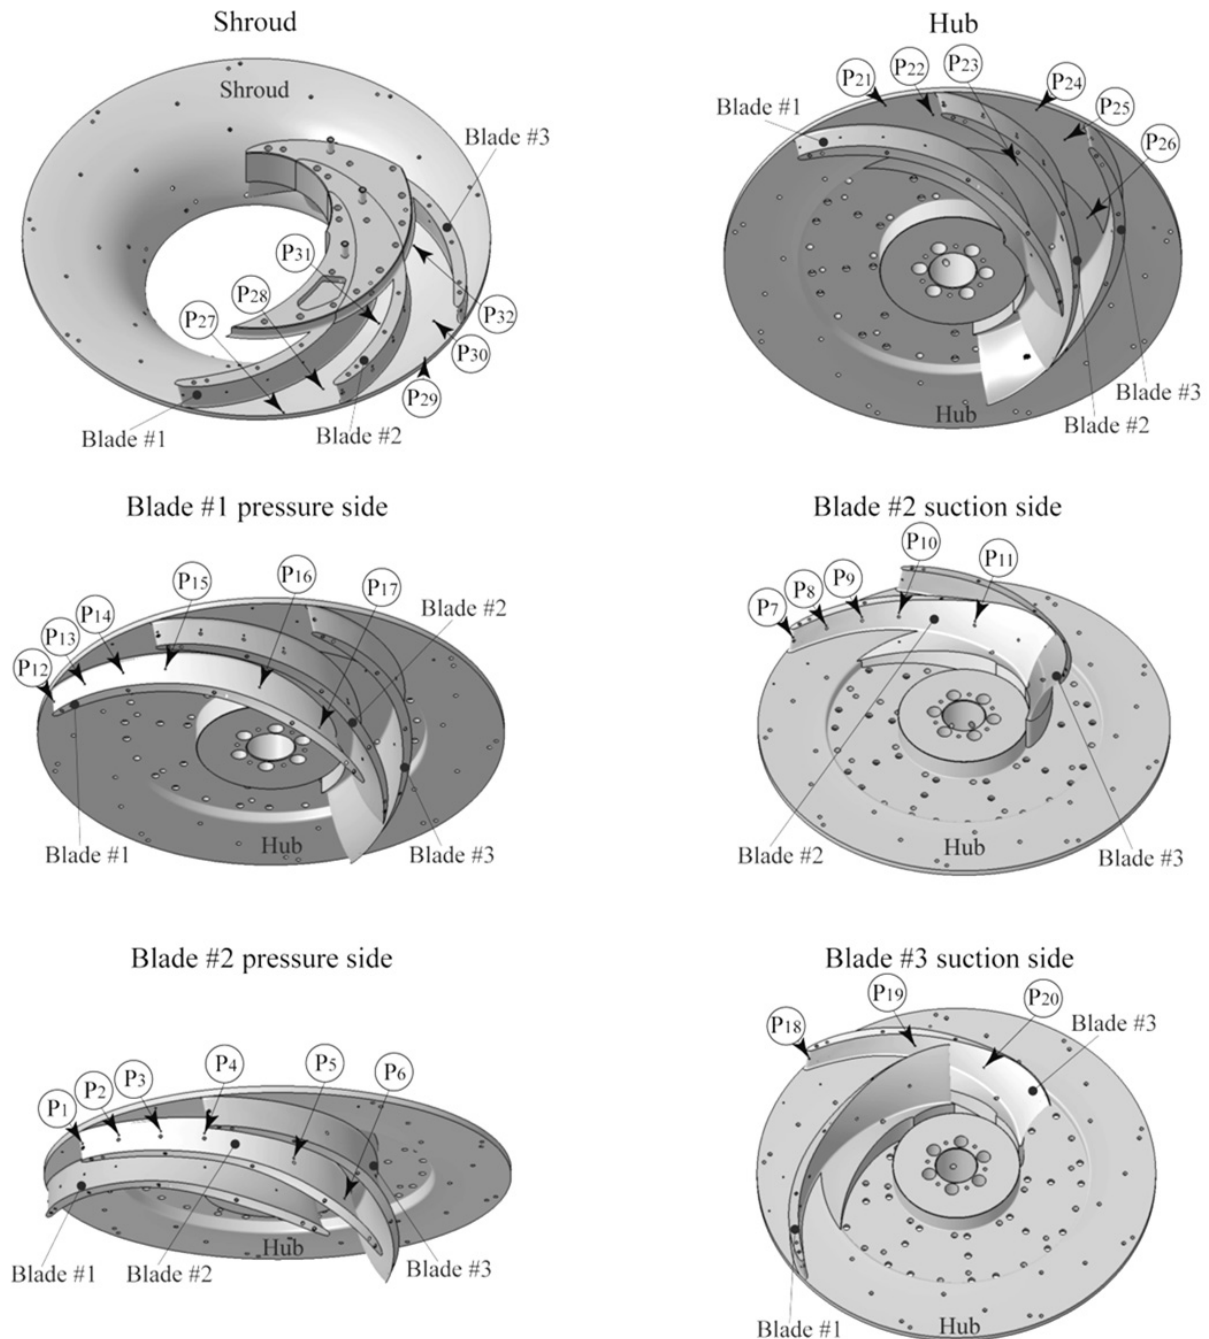 Shroud
Shroud
Blade #3
P31
P28
P27
P32
P30
P29
Blade #1
Blade #2
Hub
P21
P22
P23
P24
P25
P26
Blade #1
Blade #3
Blade #2
Hub
Blade #1 pressure side
P12
P13
P14
P15
P16
P17
Blade #2
Blade #1
Hub
Blade #3
Blade #2 suction side
P7
P8
P9
P10
P11
Blade #2
Hub
Blade #3
Blade #2 pressure side
P1
P2
P3
P4
P5
P6
Hub
Blade #1
Blade #2
Blade #3
Blade #3 suction side
P18
P19
P20
Blade #3
Blade #1
Hub